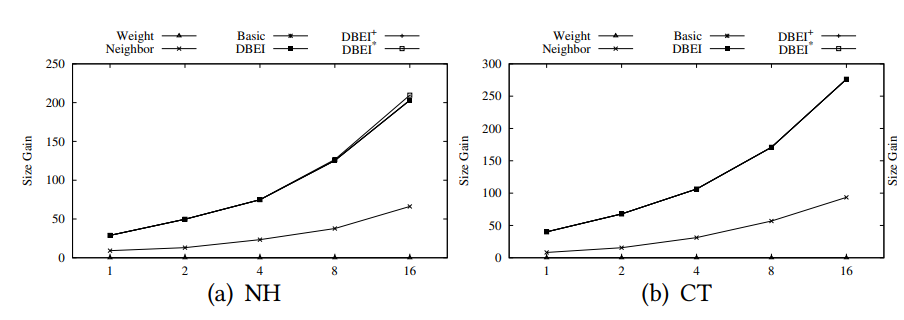 Weight Basic DBEI+
Neighbor DBEI DBEI*
250
200
150
100
50
0
Size Gain
1 2 4 8 16
(a) NH
Weight Basic DBEI+
Neighbor DBEI DBEI*
300
250
200
150
100
50
0
Size Gain
1 2 4 8 16
(b) CT
Size Gain